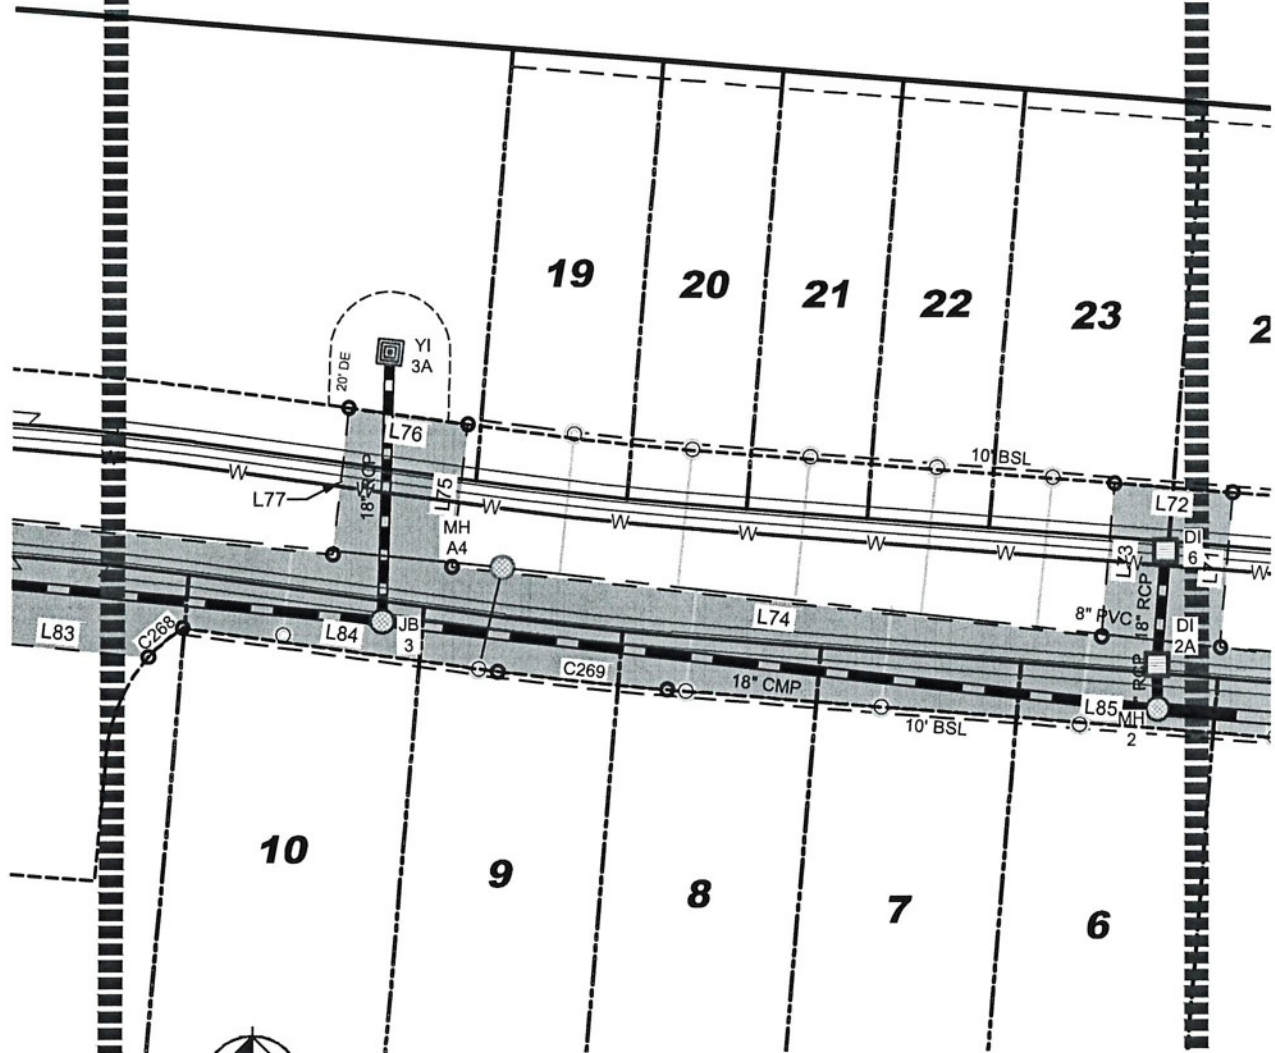 19
20
21
22
23
2
YI
3A
20' DE
L76
10' BSL
L72
18" RCP
L75
L77
W
W
W
W
W
W
W
W
MH
A4
DI
6
L73
L71
18" RCP
8" PVC
L74
C268
L83
L84
JB
3
DI
2A
RCP
C269
18" CMP
L85
MH
2
10' BSL
10
9
8
7
6